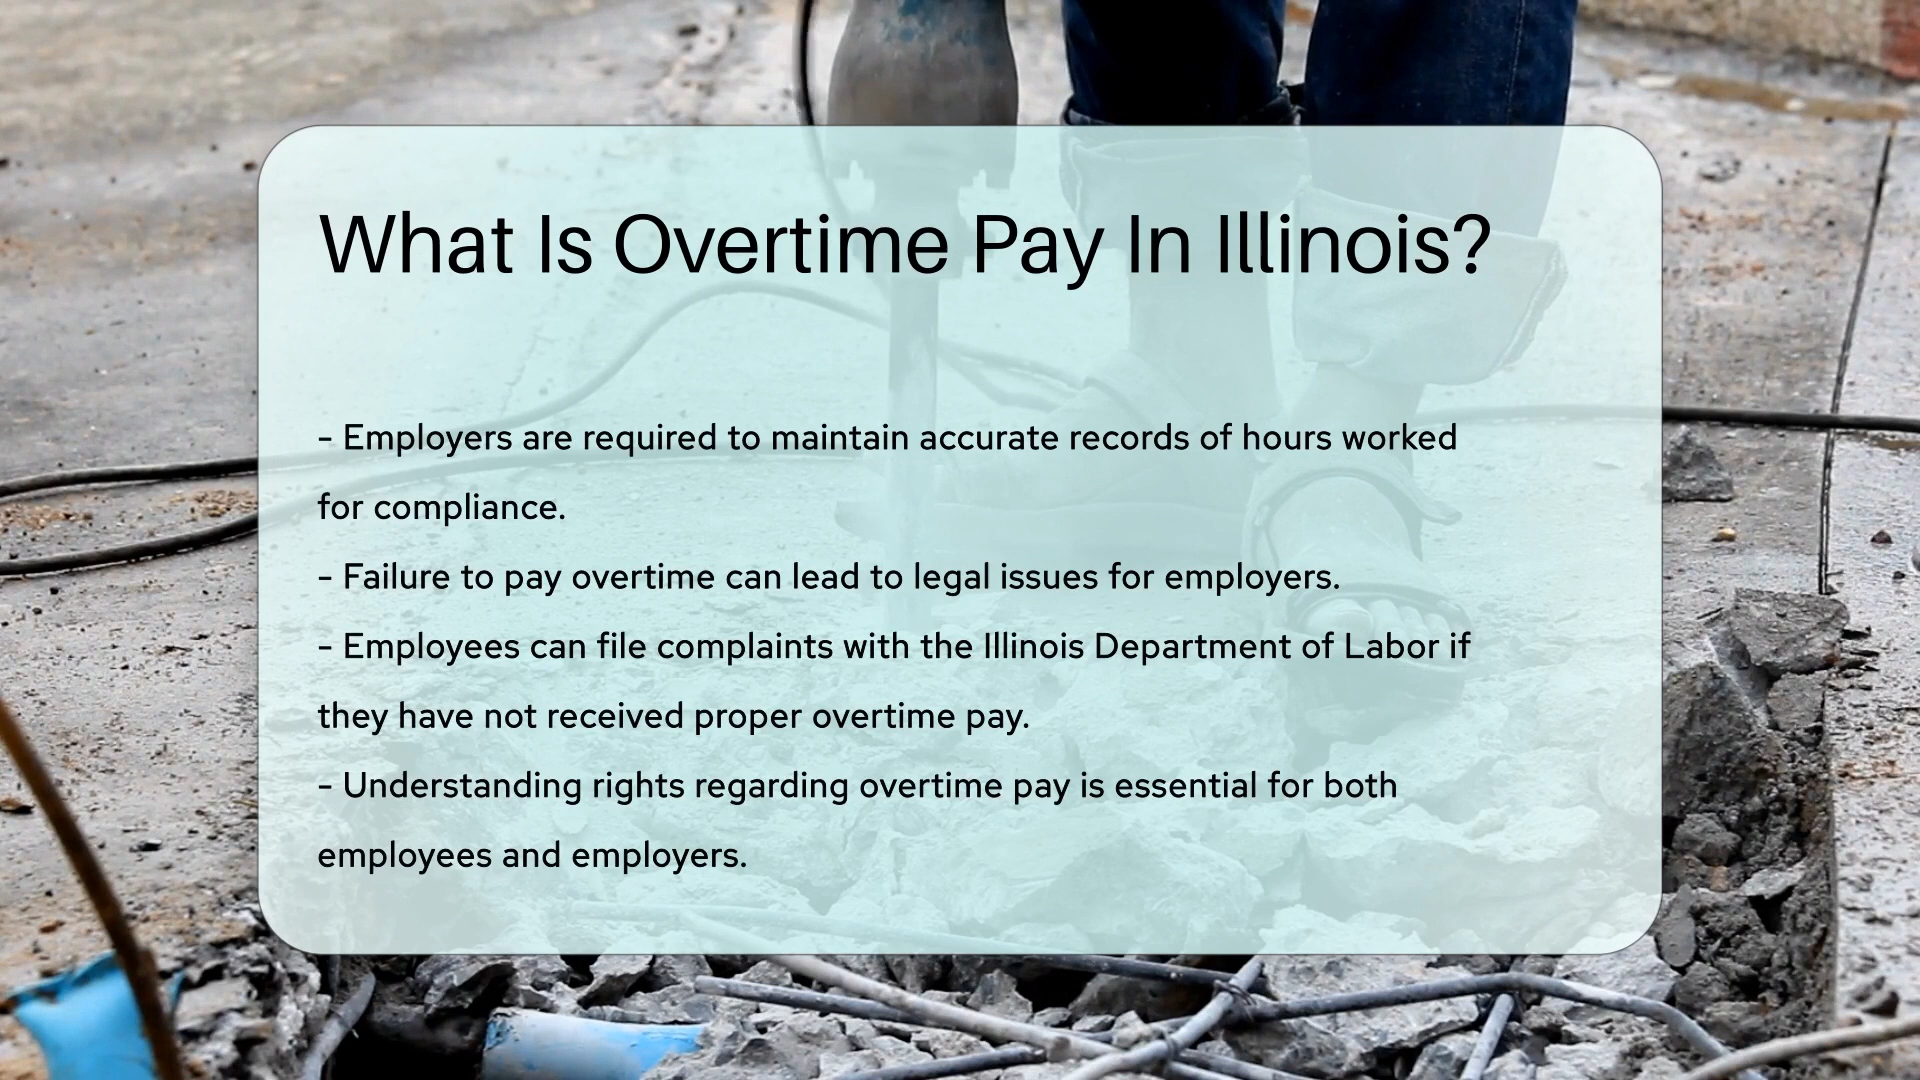 What Is Overtime Pay In Illinois?
- Employers are required to maintain accurate records of hours worked
for compliance.
- Failure to pay overtime can lead to legal issues for employers.
- Employees can file complaints with the Illinois Department of Labor if
they have not received proper overtime pay.
- Understanding rights regarding overtime pay is essential for both
employees and employers.